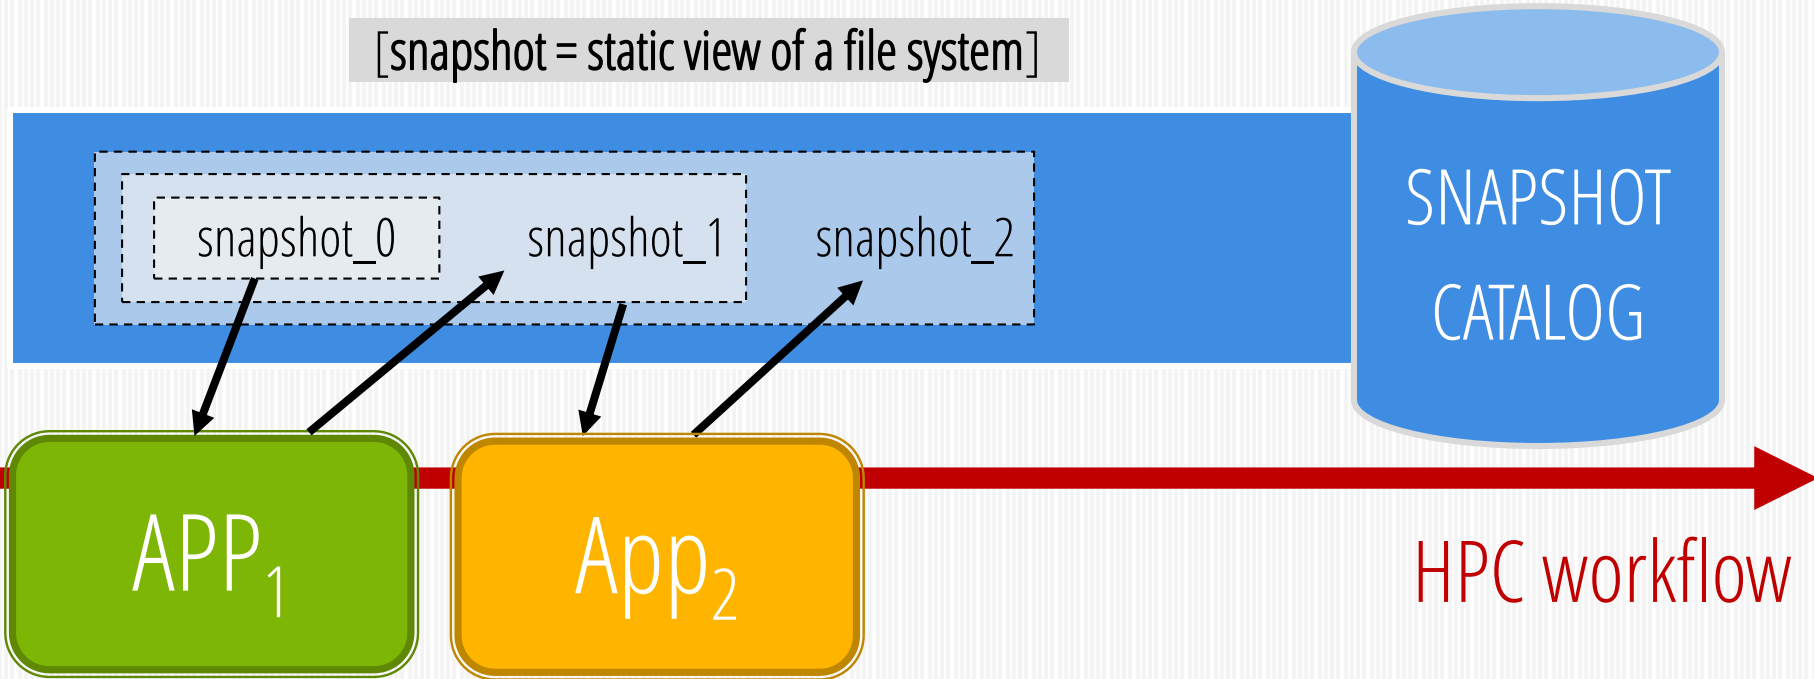 [snapshot = static view of a file system]
snapshot_0 snapshot_1 snapshot_2
SNAPSHOT
CATALOG
APP1
App2
HPC workflow